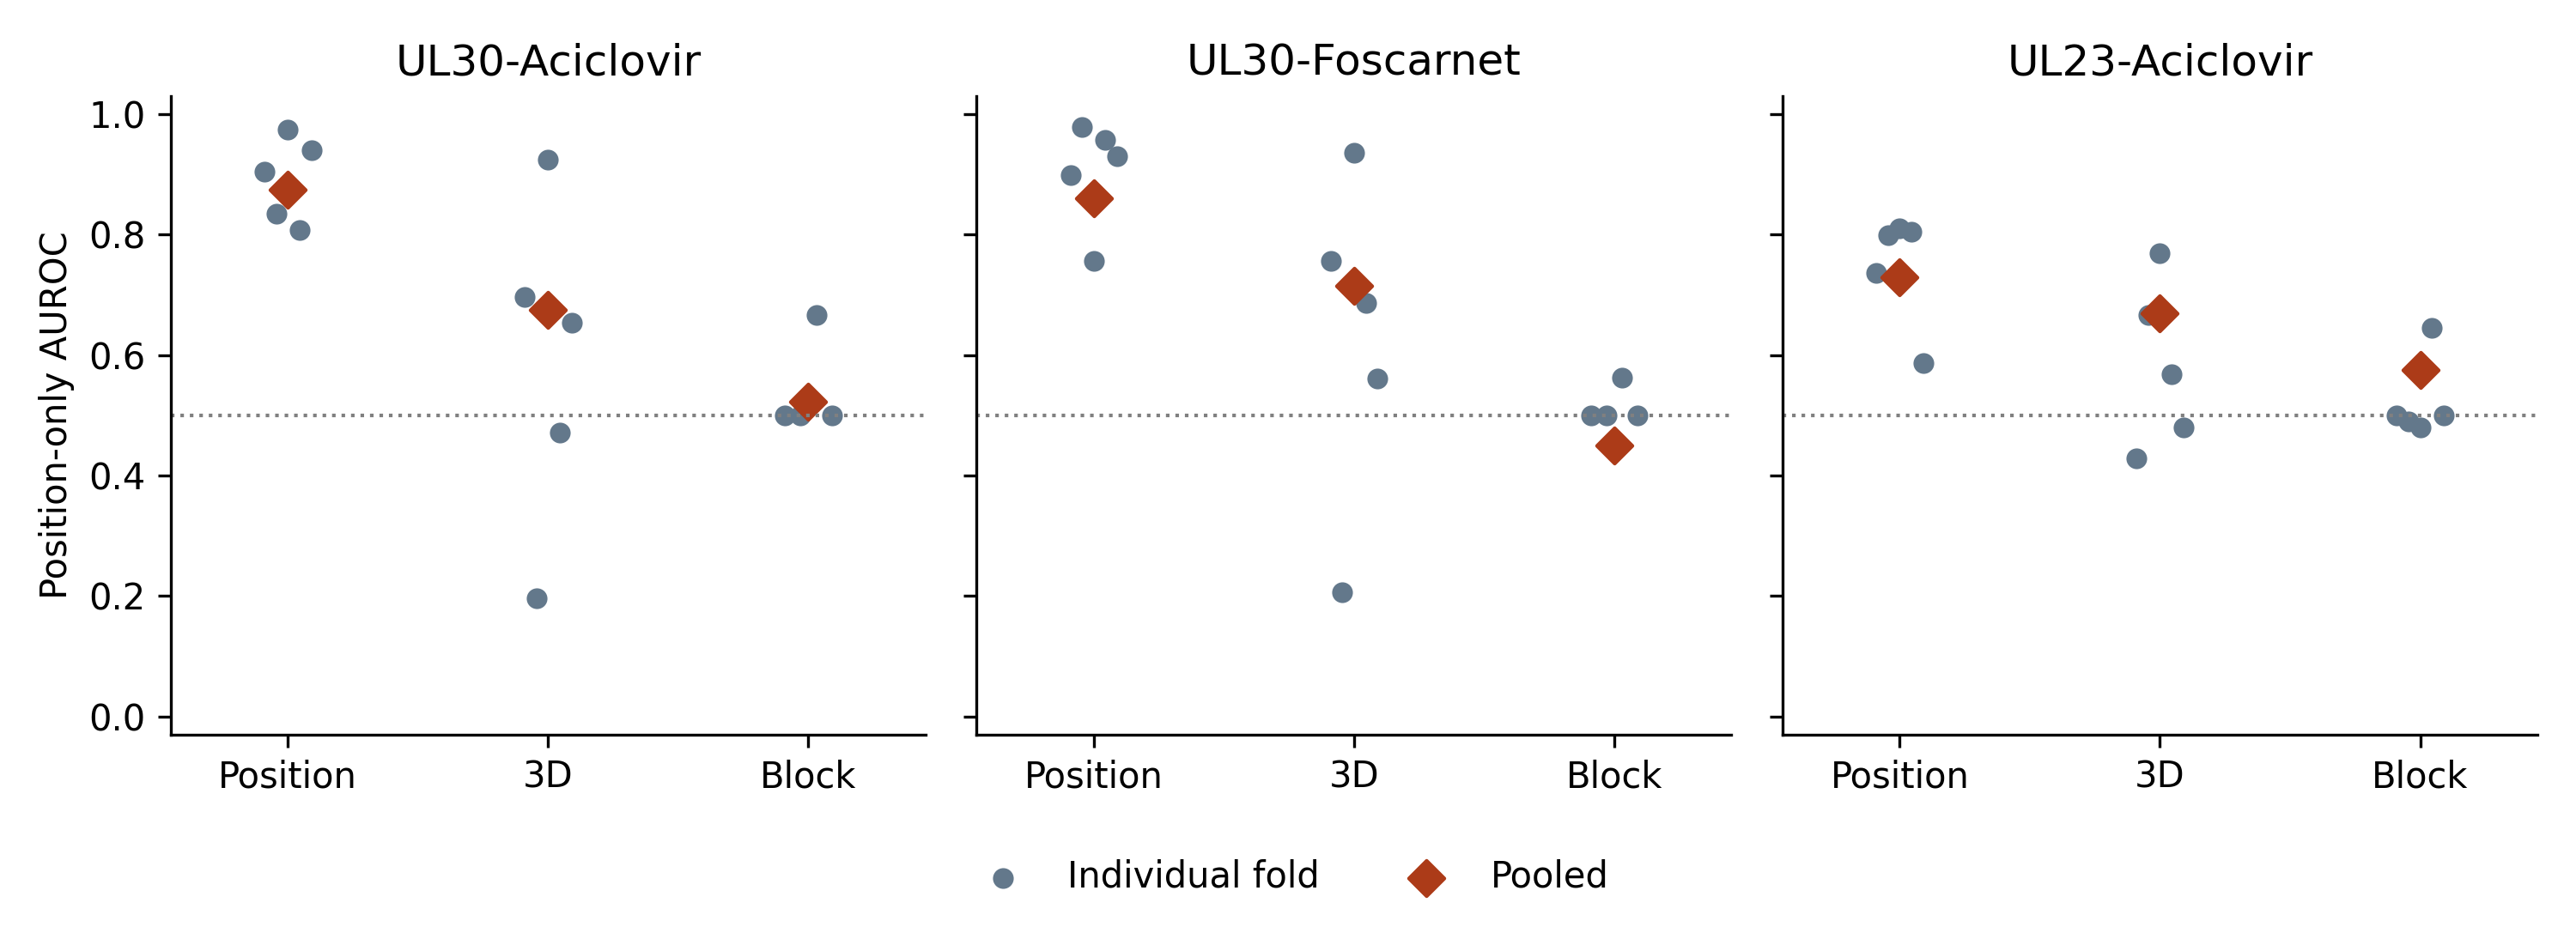 UL30-Aciclovir
UL30-Foscarnet
UL23-Aciclovir
Position-only AUROC
1.0
0.8
0.6
0.4
0.2
0.0
Position 3D Block
Position 3D Block
Position 3D Block
Individual fold Pooled